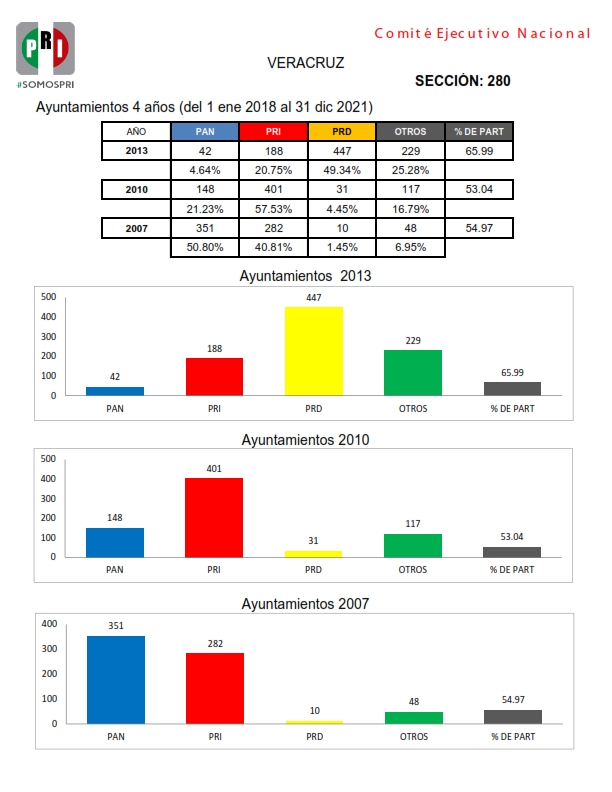 Comité Ejecutivo Nacional
PRI
#SOMOSPRI
VERACRUZ
SECCIÓN: 280
Ayuntamientos 4 años (del 1 ene 2018 al 31 dic 2021)
AÑO PAN PRI PRD OTROS % DE PART
2013 42 188 447 229 65.99
4.64% 20.75% 49.34% 25.28%
2010 148 401 31 117 53.04
21.23% 57.53% 4.45% 16.79%
2007 351 282 10 48 54.97
50.80% 40.81% 1.45% 6.95%
Ayuntamientos 2013
500
400
300
200
100
0
42 188 447 229 65.99
PAN PRI PRD OTROS % DE PART
Ayuntamientos 2010
500
400
300
200
100
0
148 401 31 117 53.04
PAN PRI PRD OTROS % DE PART
Ayuntamientos 2007
400
300
200
100
0
351 282 10 48 54.97
PAN PRI PRD OTROS % DE PART